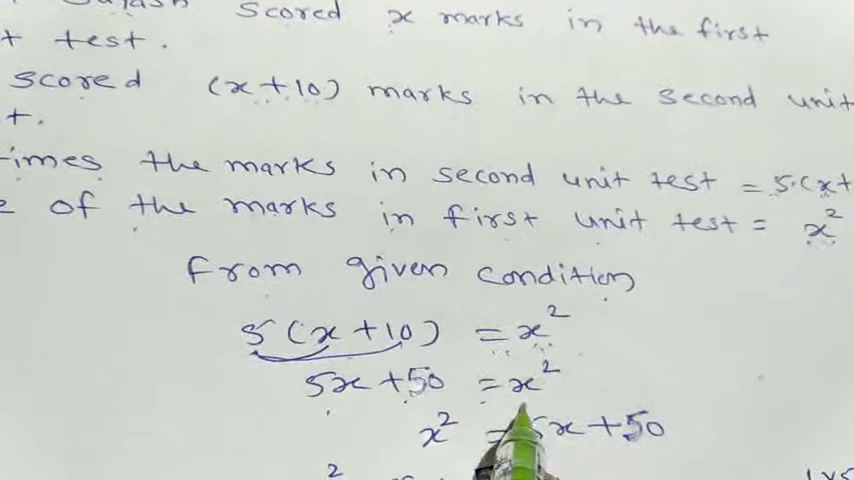 scored x marks in the first
t test.
scored (x+10) marks in the second unit
t.
times the marks in second unit test = 5.(x+
e of the marks in first unit test = x²
From given condition
5(x+10) = x²
5x+50 = x²
x² = 5x+50
2